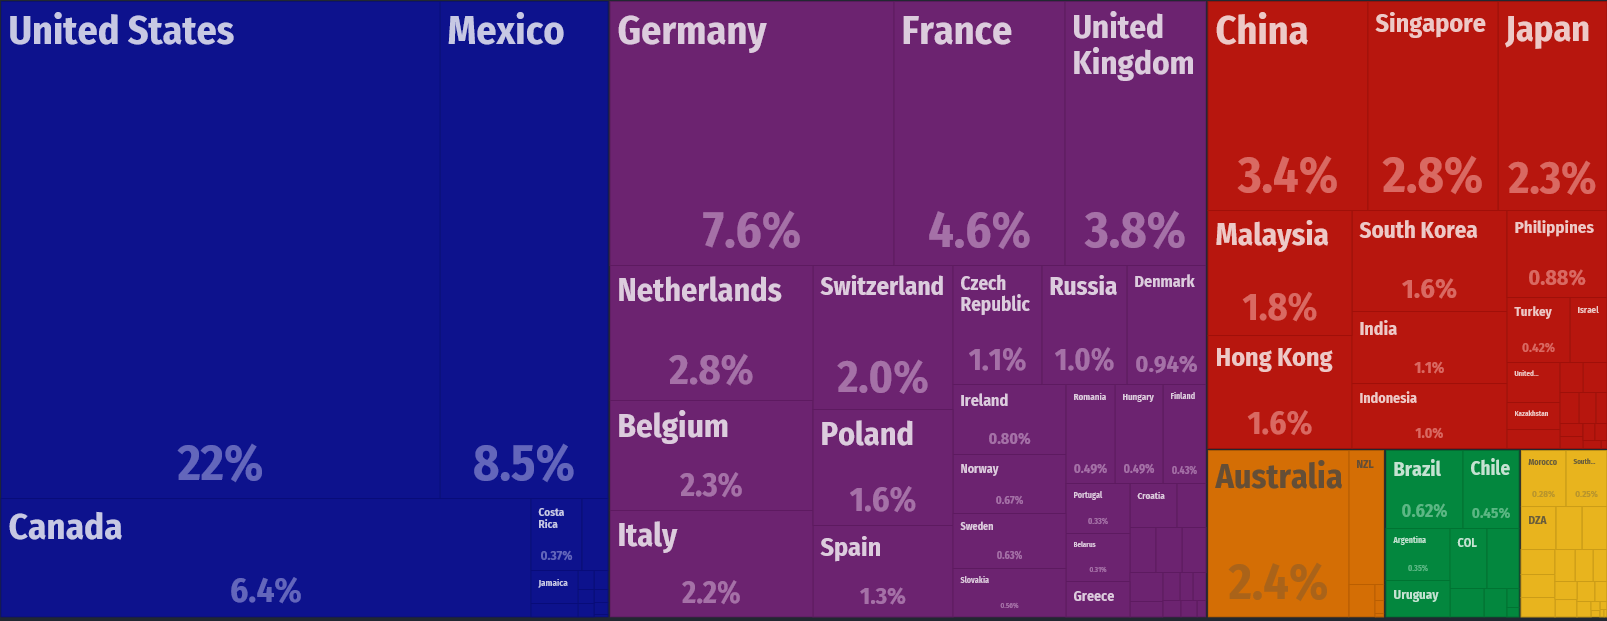 United States
22%
Mexico
8.5%
Canada
6.4%
Costa
Rica
0.37%
Jamaica
Germany
7.6%
France
4.6%
United
Kingdom
3.8%
Netherlands
2.8%
Belgium
2.3%
Italy
2.2%
Switzerland
2.0%
Poland
1.6%
Spain
1.3%
Czech
Republic
1.1%
Russia
1.0%
Denmark
0.94%
Ireland
0.80%
Norway
0.67%
Sweden
0.63%
Slovakia
0.50%
Romania
0.49%
Hungary
0.49%
Finland
0.43%
Portugal
0.33%
Belarus
0.31%
Greece
Croatia
China
3.4%
Singapore
2.8%
Japan
2.3%
Malaysia
1.8%
Hong Kong
1.6%
South Korea
1.6%
India
1.1%
Indonesia
1.0%
Philippines
0.88%
Turkey
0.42%
Israel
United...
Kazakhstan
Australia
2.4%
NZL
Brazil
0.62%
Chile
0.45%
Argentina
0.35%
COL
Uruguay
Morocco
0.28%
South...
0.25%
DZA